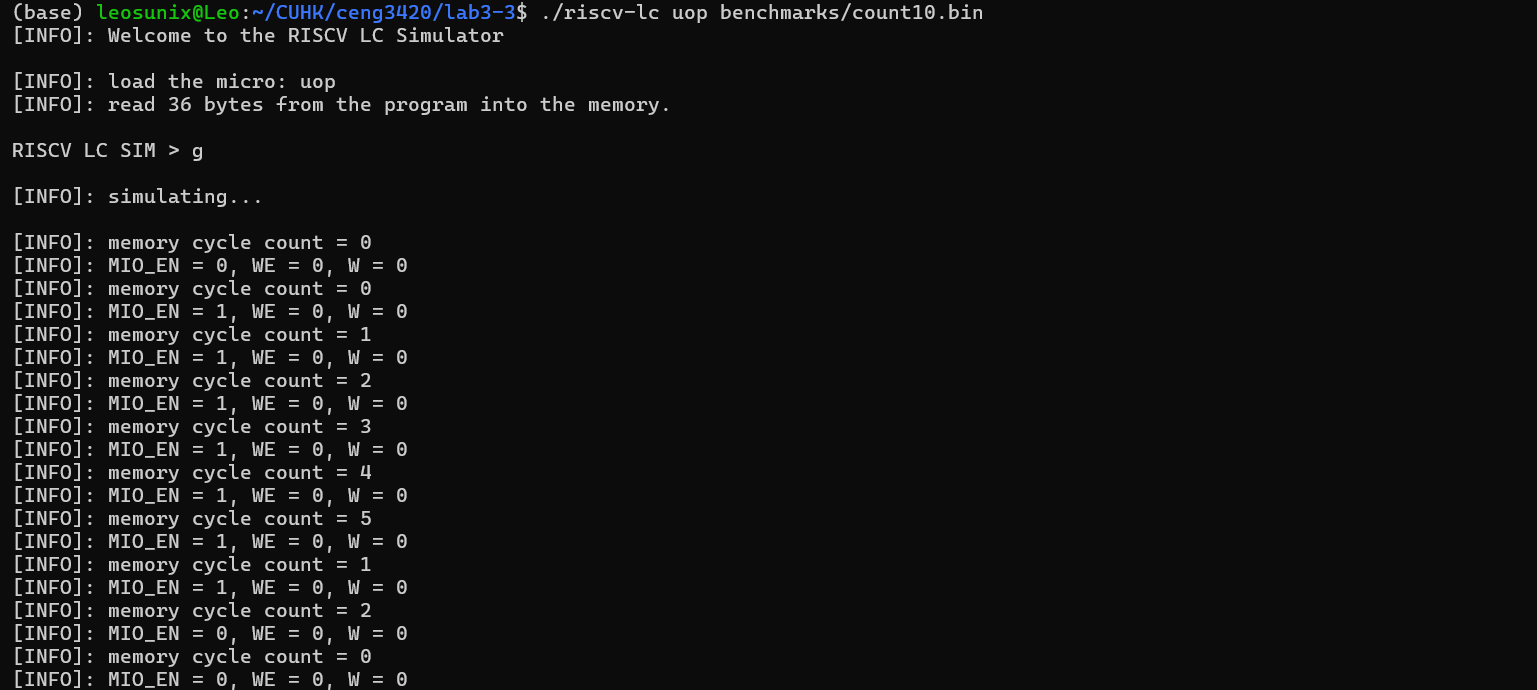 (base) leosunix@Leo:~/CUHK/ceng3420/lab3-3$ ./riscv-lc uop benchmarks/count10.bin
[INFO]: Welcome to the RISCV LC Simulator
[INFO]: load the micro: uop
[INFO]: read 36 bytes from the program into the memory.
RISCV LC SIM > g
[INFO]: simulating...
[INFO]: memory cycle count = 0
[INFO]: MIO_EN = 0, WE = 0, W = 0
[INFO]: memory cycle count = 0
[INFO]: MIO_EN = 1, WE = 0, W = 0
[INFO]: memory cycle count = 1
[INFO]: MIO_EN = 1, WE = 0, W = 0
[INFO]: memory cycle count = 2
[INFO]: MIO_EN = 1, WE = 0, W = 0
[INFO]: memory cycle count = 3
[INFO]: MIO_EN = 1, WE = 0, W = 0
[INFO]: memory cycle count = 4
[INFO]: MIO_EN = 1, WE = 0, W = 0
[INFO]: memory cycle count = 5
[INFO]: MIO_EN = 1, WE = 0, W = 0
[INFO]: memory cycle count = 1
[INFO]: MIO_EN = 1, WE = 0, W = 0
[INFO]: memory cycle count = 2
[INFO]: MIO_EN = 0, WE = 0, W = 0
[INFO]: memory cycle count = 0
[INFO]: MIO_EN = 0, WE = 0, W = 0